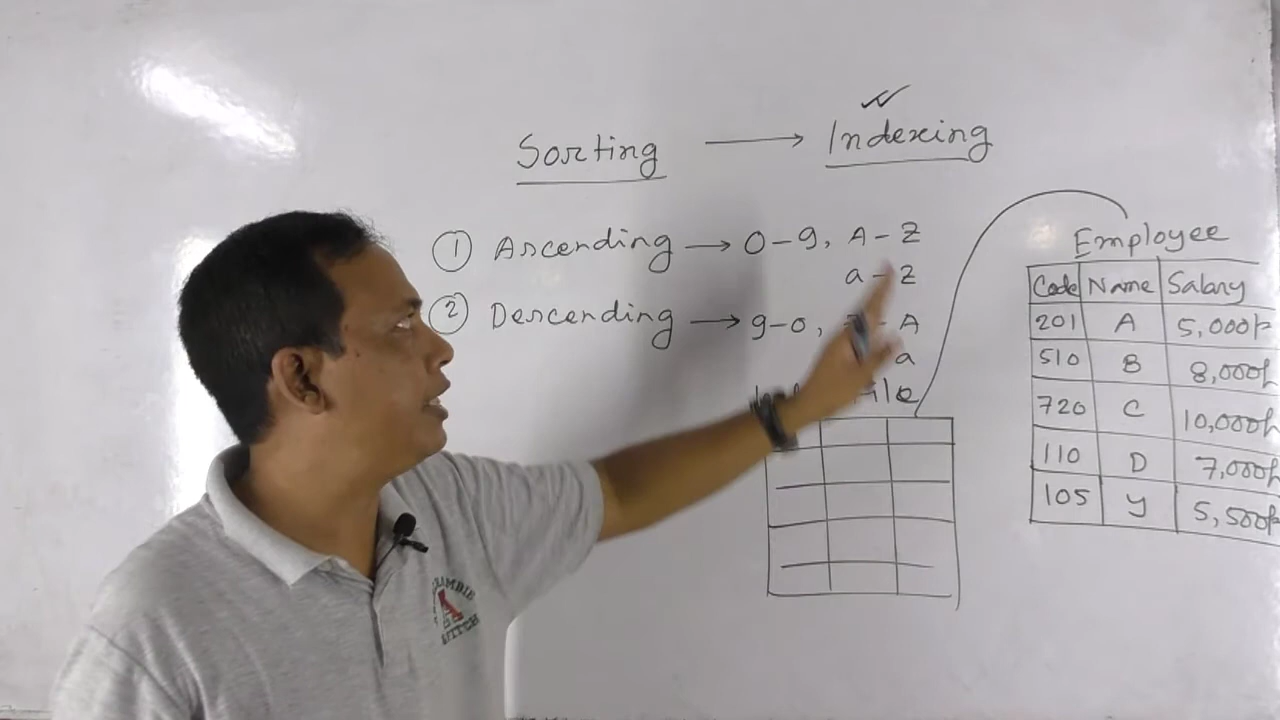 Sorting → Indexing
① Ascending → 0-9, A-Z
a-z
② Descending → 9-0, - A
a
Employee
Code Name Salary
201 A 5,000/-
510 B 8,000/-
720 C 10,000/-
110 D 7,000/-
105 Y 5,500/-